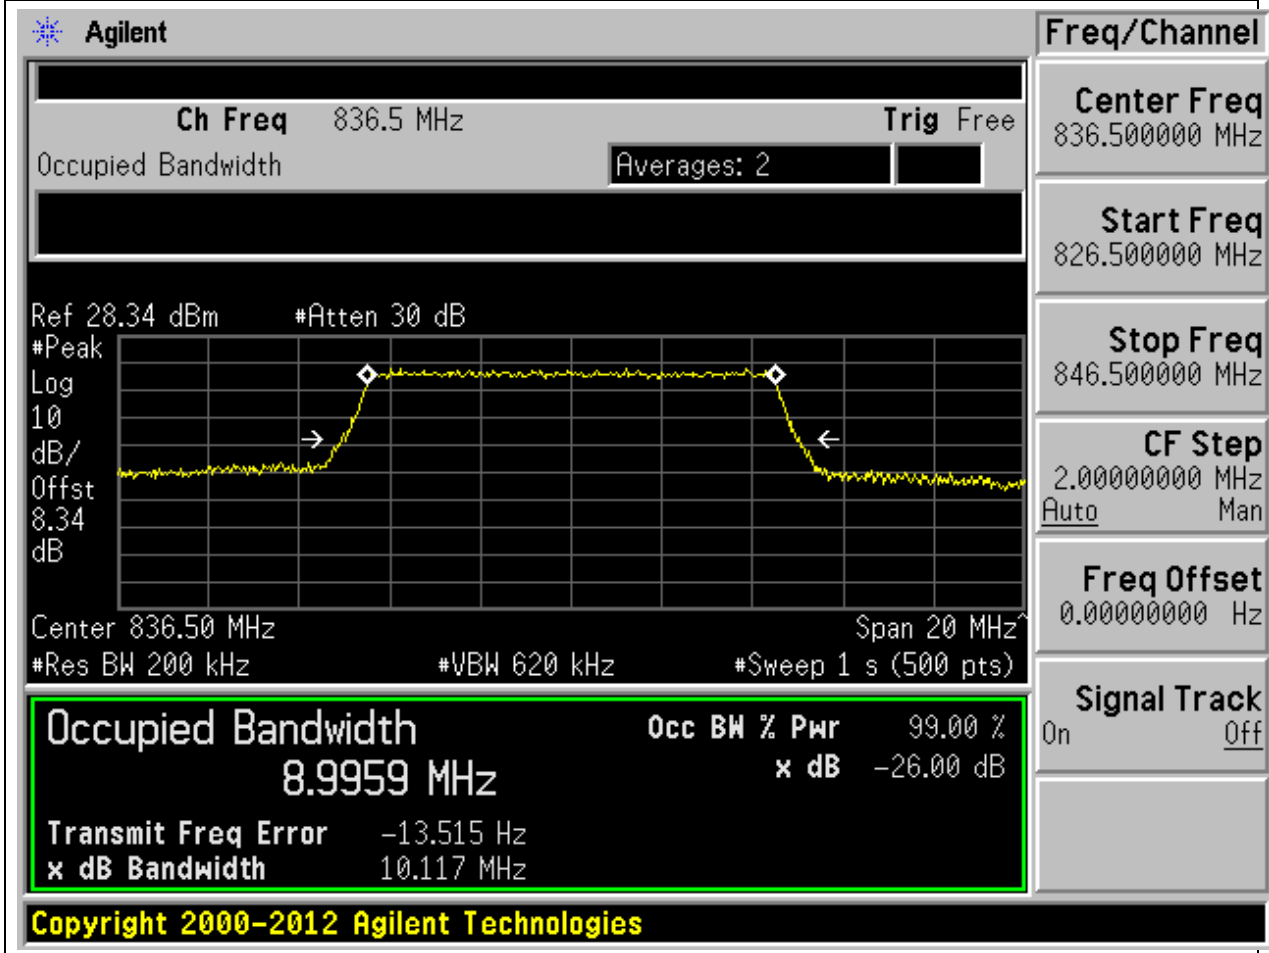 Agilent
Freq/Channel
Ch Freq 836.5 MHz Trig Free
Occupied Bandwidth Averages: 2
Center Freq
836.500000 MHz
Start Freq
826.500000 MHz
Stop Freq
846.500000 MHz
CF Step
2.00000000 MHz
Auto Man
Freq Offset
0.00000000 Hz
Signal Track
On Off
Ref 28.34 dBm #Atten 30 dB
#Peak
Log
10
dB/
Offst
8.34
dB
Center 836.50 MHz Span 20 MHz^
#Res BW 200 kHz #VBW 620 kHz #Sweep 1 s (500 pts)
Occupied Bandwidth Occ BW % Pwr 99.00 %
8.9959 MHz x dB -26.00 dB
Transmit Freq Error -13.515 Hz
x dB Bandwidth 10.117 MHz
Copyright 2000-2012 Agilent Technologies